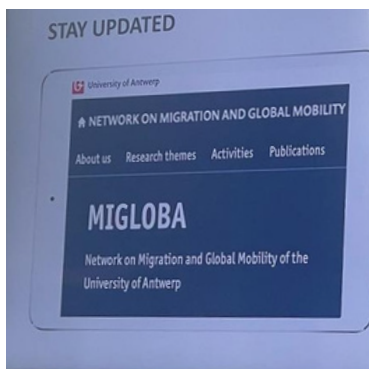 STAY UPDATED
University of Antwerp
NETWORK ON MIGRATION AND GLOBAL MOBILITY
About us Research themes Activities Publications
MIGLOBA
Network on Migration and Global Mobility of the
University of Antwerp